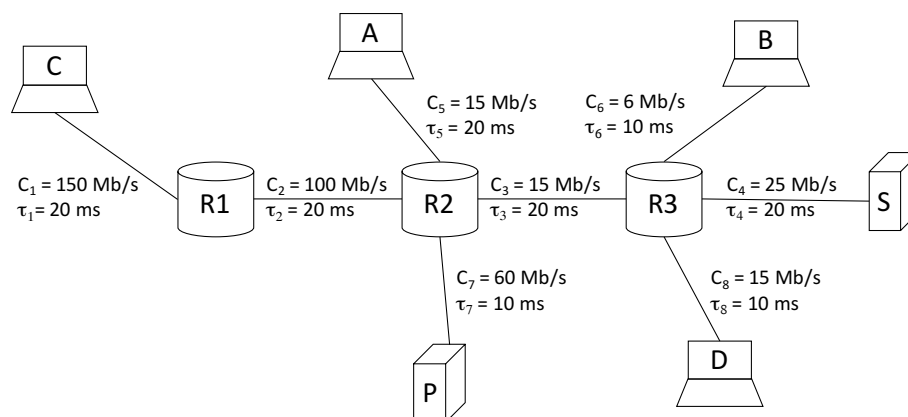 A
B
C
C₅ = 15 Mb/s
τ₅ = 20 ms
C₆ = 6 Mb/s
τ₆ = 10 ms
C₁ = 150 Mb/s
τ₁= 20 ms
R1
C₂ = 100 Mb/s
τ₂ = 20 ms
R2
C₃ = 15 Mb/s
τ₃ = 20 ms
R3
C₄ = 25 Mb/s
τ₄ = 20 ms
S
C₇ = 60 Mb/s
τ₇ = 10 ms
C₈ = 15 Mb/s
τ₈ = 10 ms
P
D